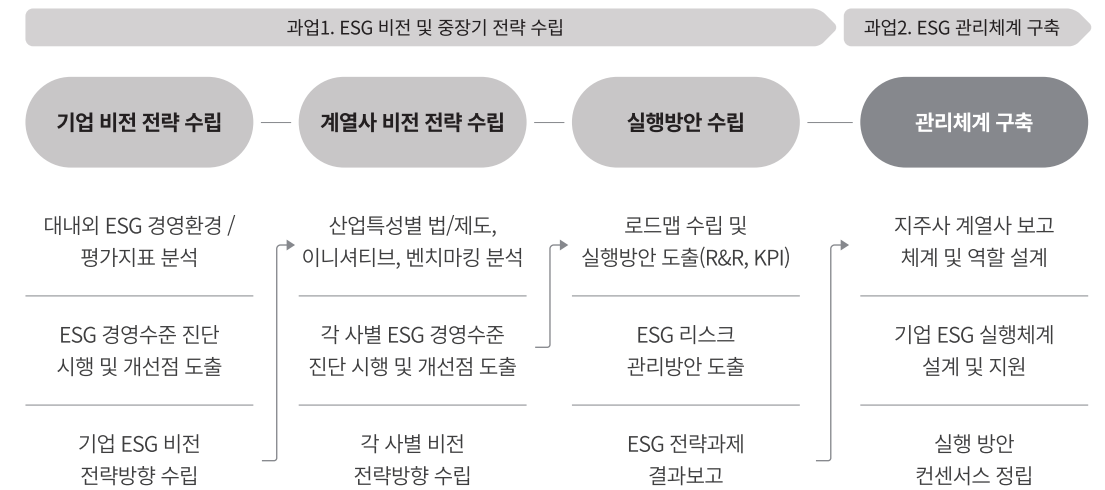 과업1. ESG 비전 및 중장기 전략 수립
과업2. ESG 관리체계 구축
기업 비전 전략 수립
계열사 비전 전략 수립
실행방안 수립
관리체계 구축
대내외 ESG 경영환경 /
평가지표 분석
ESG 경영수준 진단
시행 및 개선점 도출
기업 ESG 비전
전략방향 수립
산업특성별 법/제도,
이니셔티브, 벤치마킹 분석
각 사별 ESG 경영수준
진단 시행 및 개선점 도출
각 사별 비전
전략방향 수립
로드맵 수립 및
실행방안 도출(R&R, KPI)
ESG 리스크
관리방안 도출
ESG 전략과제
결과보고
지주사 계열사 보고
체계 및 역할 설계
기업 ESG 실행체계
설계 및 지원
실행 방안
컨센서스 정립